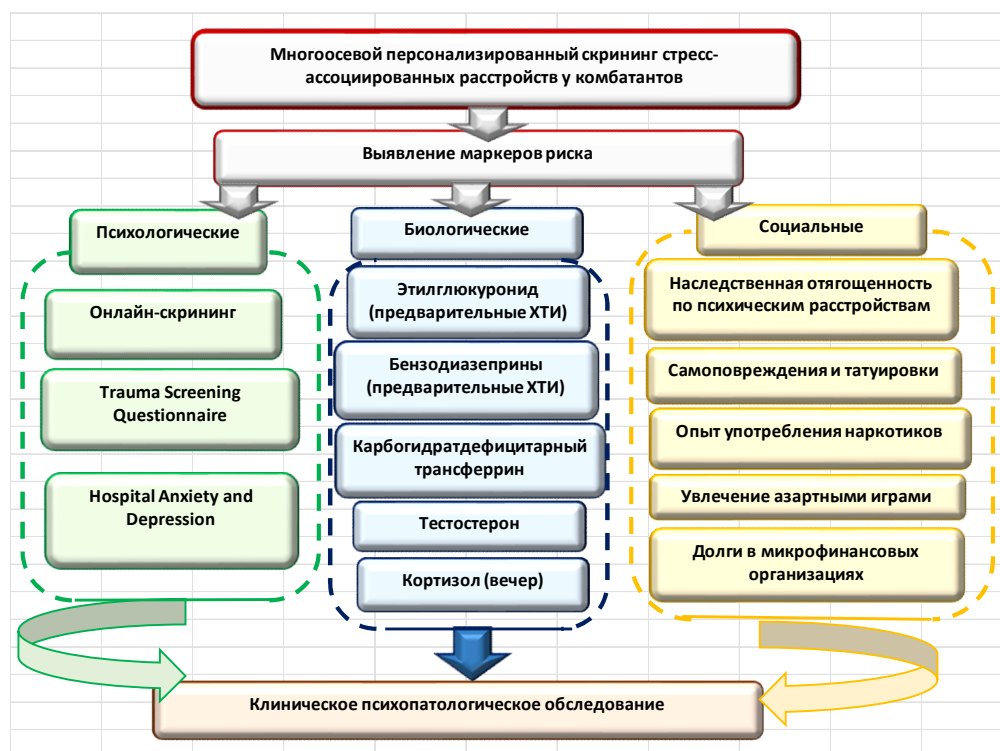 Многоосевой персонализированный скрининг стресс-
ассоциированных расстройств у комбатантов
Выявление маркеров риска
Психологические
Онлайн-скрининг
Trauma Screening
Questionnaire
Hospital Anxiety and
Depression
Биологические
Этилглюкуронид
(предварительные ХТИ)
Бензодиазеприны
(предварительные ХТИ)
Карбогидратдефицитарный
трансферрин
Тестостерон
Кортизол (вечер)
Социальные
Наследственная отягощенность
по психическим расстройствам
Самоповреждения и татуировки
Опыт употребления наркотиков
Увлечение азартными играми
Долги в микрофинансовых
организациях
Клиническое психопатологическое обследование